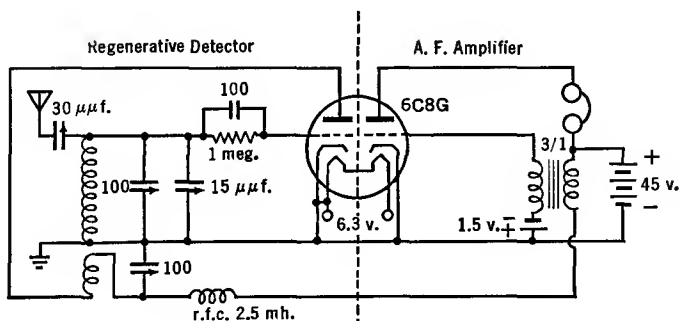 Regenerative Detector
A. F. Amplifier
6C8G
30 μμf.
100
1 meg.
100
15 μμf.
3/1
+
45 v.
−
6.3 v.
1.5 v.
− +
100
r.f.c. 2.5 mh.